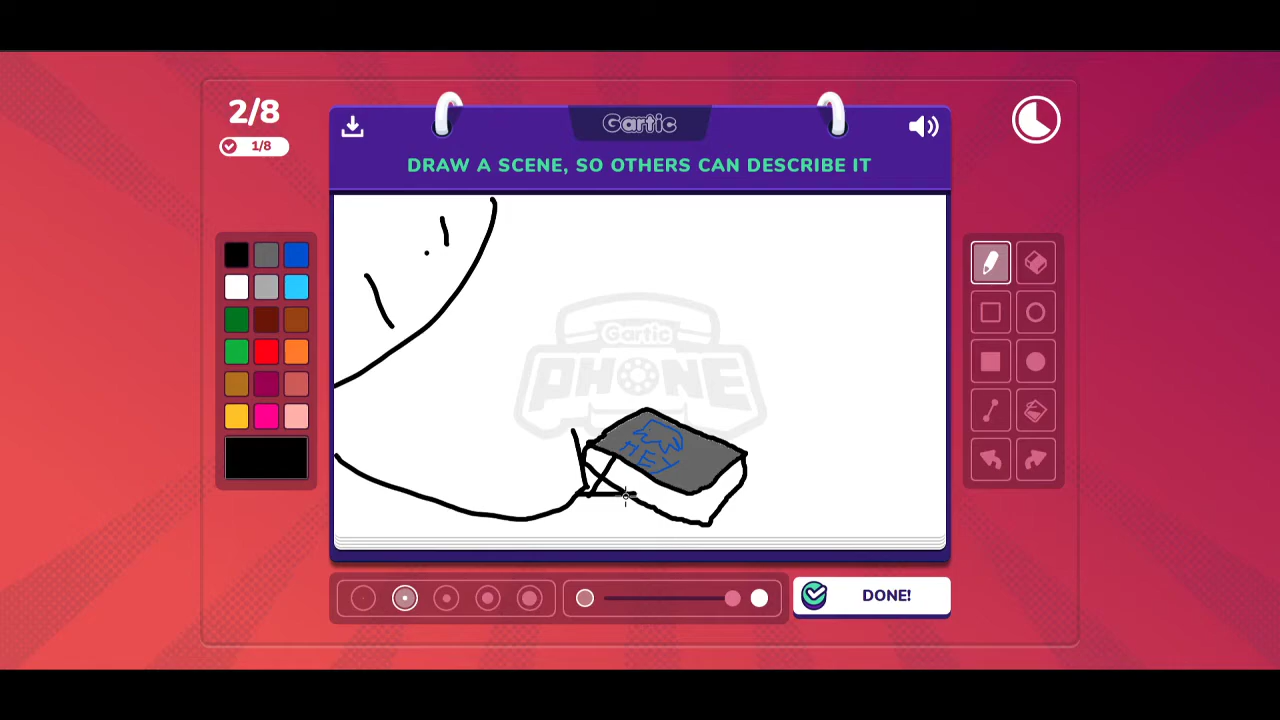 2/8
1/8
Gartic
DRAW A SCENE, SO OTHERS CAN DESCRIBE IT
Gartic
PHONE
HEY
DONE!